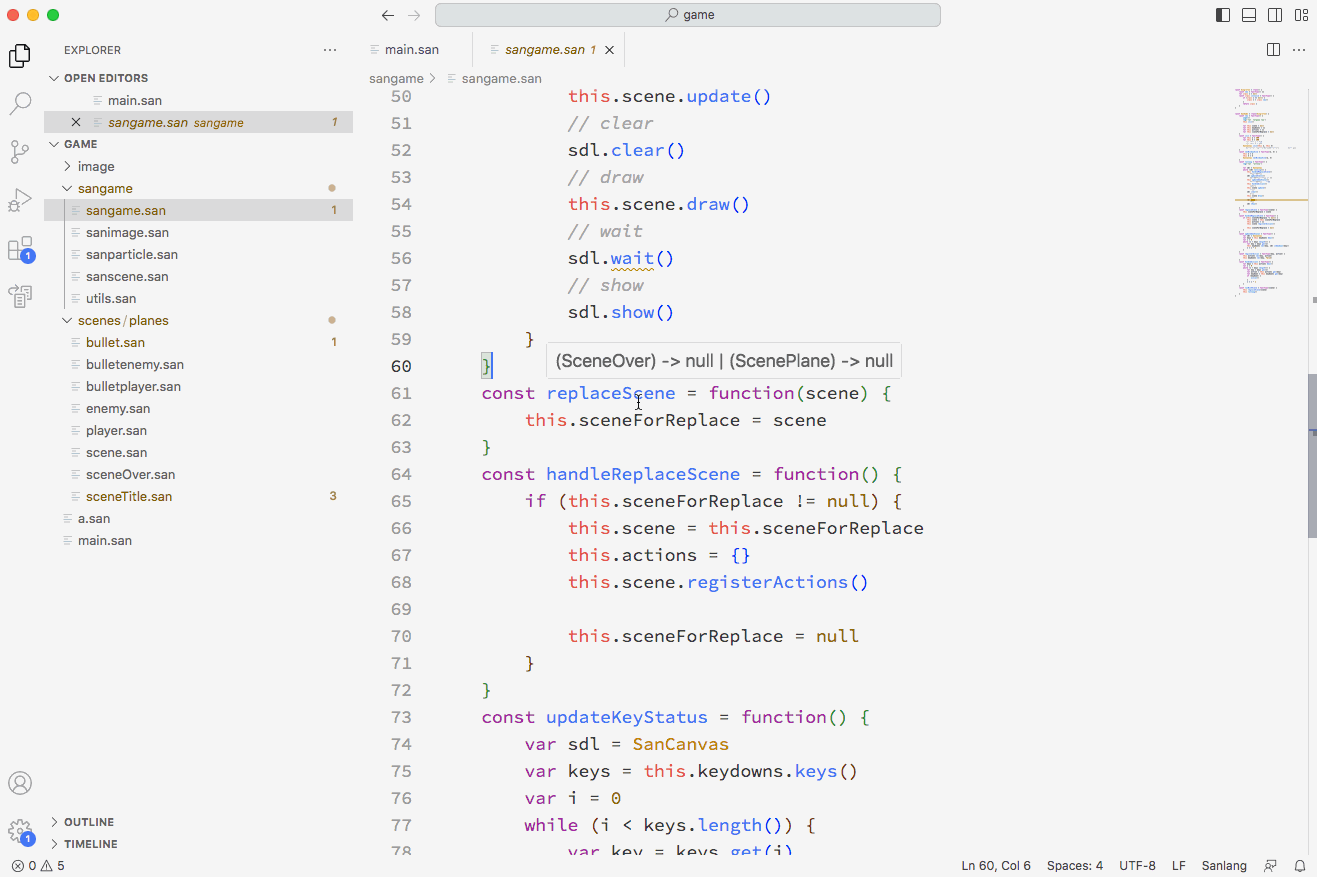 game
EXPLORER
main.san
sangame.san 1
OPEN EDITORS
main.san
sangame.san sangame 1
GAME
image
sangame
sangame.san 1
sanimage.san
sanparticle.san
sanscene.san
utils.san
scenes/planes
bullet.san 1
bulletenemy.san
bulletplayer.san
enemy.san
player.san
scene.san
sceneOver.san
sceneTitle.san 3
a.san
main.san
OUTLINE
TIMELINE
1
1
sangame > sangame.san
50 this.scene.update()
51 // clear
52 sdl.clear()
53 // draw
54 this.scene.draw()
55 // wait
56 sdl.wait()
57 // show
58 sdl.show()
59 }
(SceneOver) -> null | (ScenePlane) -> null
60 }
61 const replaceScene = function(scene) {
62 this.sceneForReplace = scene
63 }
64 const handleReplaceScene = function() {
65 if (this.sceneForReplace != null) {
66 this.scene = this.sceneForReplace
67 this.actions = {}
68 this.scene.registerActions()
69
70 this.sceneForReplace = null
71 }
72 }
73 const updateKeyStatus = function() {
74 var sdl = SanCanvas
75 var keys = this.keydowns.keys()
76 var i = 0
77 while (i < keys.length()) {
78 var key = keys.get(i)
0 5
Ln 60, Col 6 Spaces: 4 UTF-8 LF Sanlang